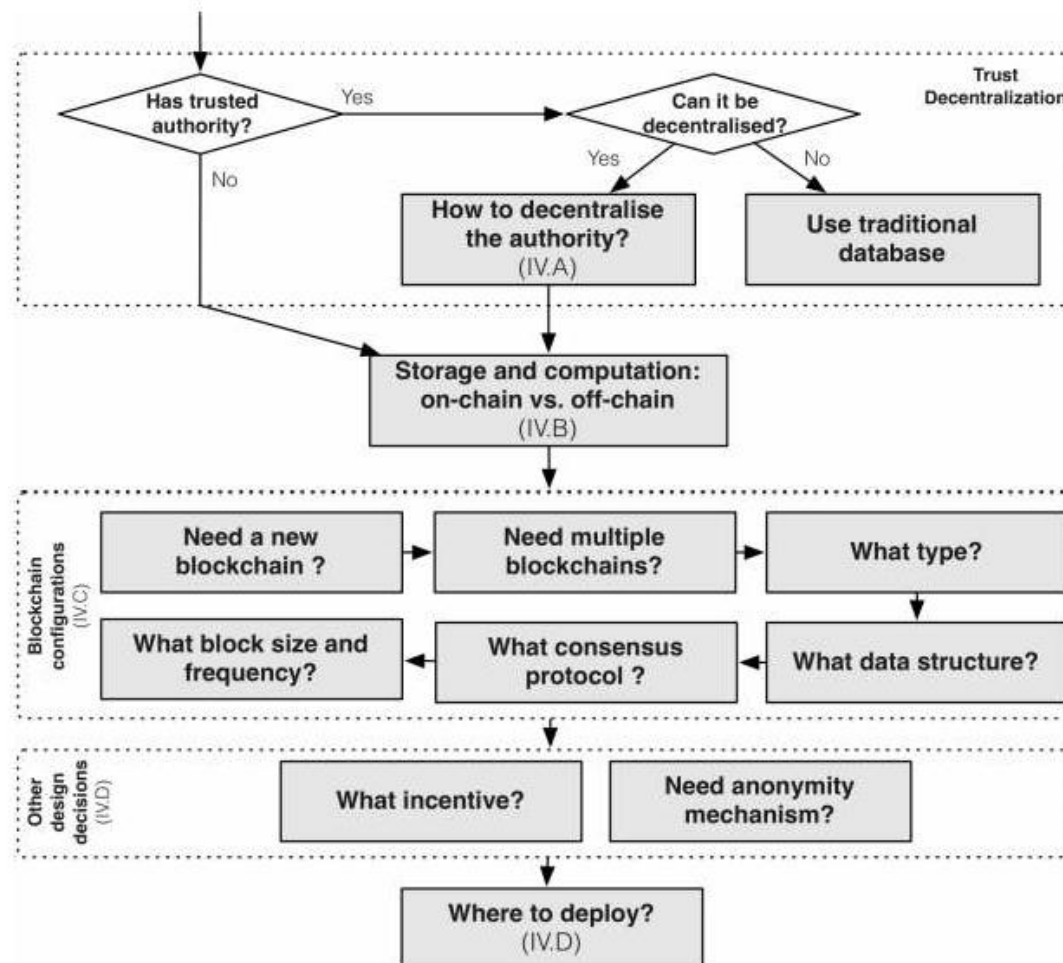 Trust
Decentralization
Has trusted
authority?
Yes
Can it be
decentralised?
No
Yes
No
How to decentralise
the authority?
(IV.A)
Use traditional
database
Storage and computation:
on-chain vs. off-chain
(IV.B)
Blockchain
configurations
(IV.C)
Need a new
blockchain ?
Need multiple
blockchains?
What type?
What block size and
frequency?
What consensus
protocol ?
What data structure?
Other
design
decisions
(IV.D)
What incentive?
Need anonymity
mechanism?
Where to deploy?
(IV.D)